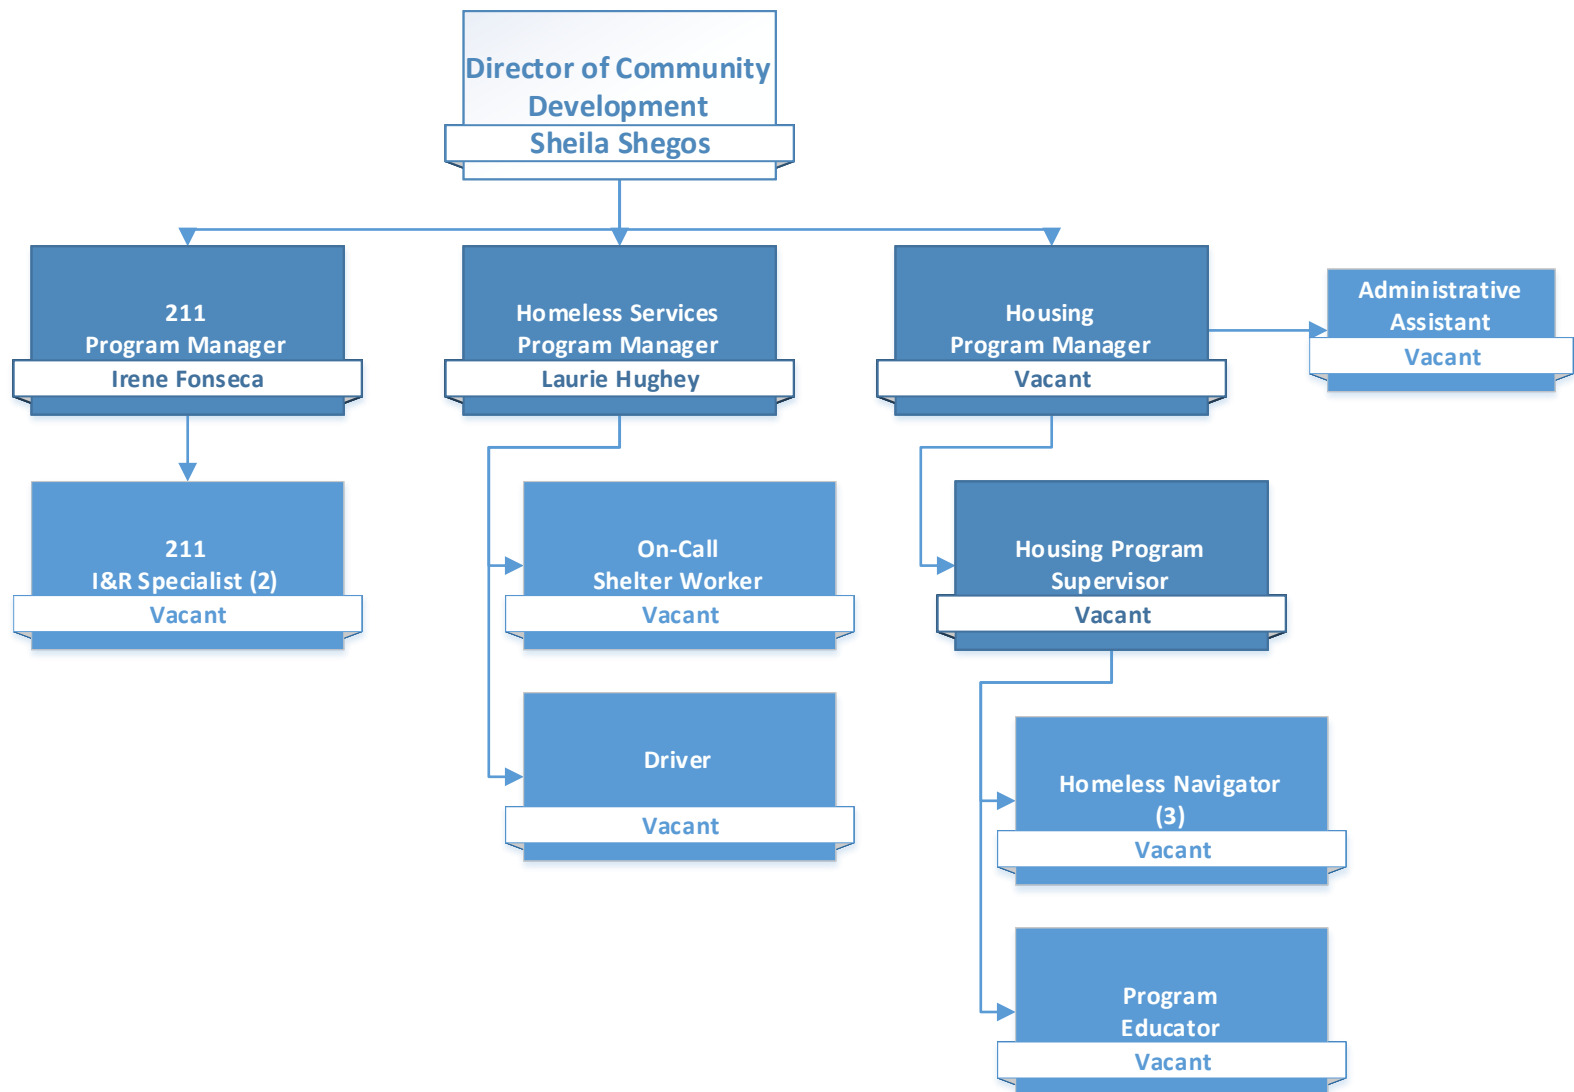 Director of Community
Development
Sheila Shegos
211
Program Manager
Irene Fonseca
Homeless Services
Program Manager
Laurie Hughey
Housing
Program Manager
Vacant
Administrative
Assistant
Vacant
211
I&R Specialist (2)
Vacant
On-Call
Shelter Worker
Vacant
Housing Program
Supervisor
Vacant
Driver
Vacant
Homeless Navigator
(3)
Vacant
Program
Educator
Vacant